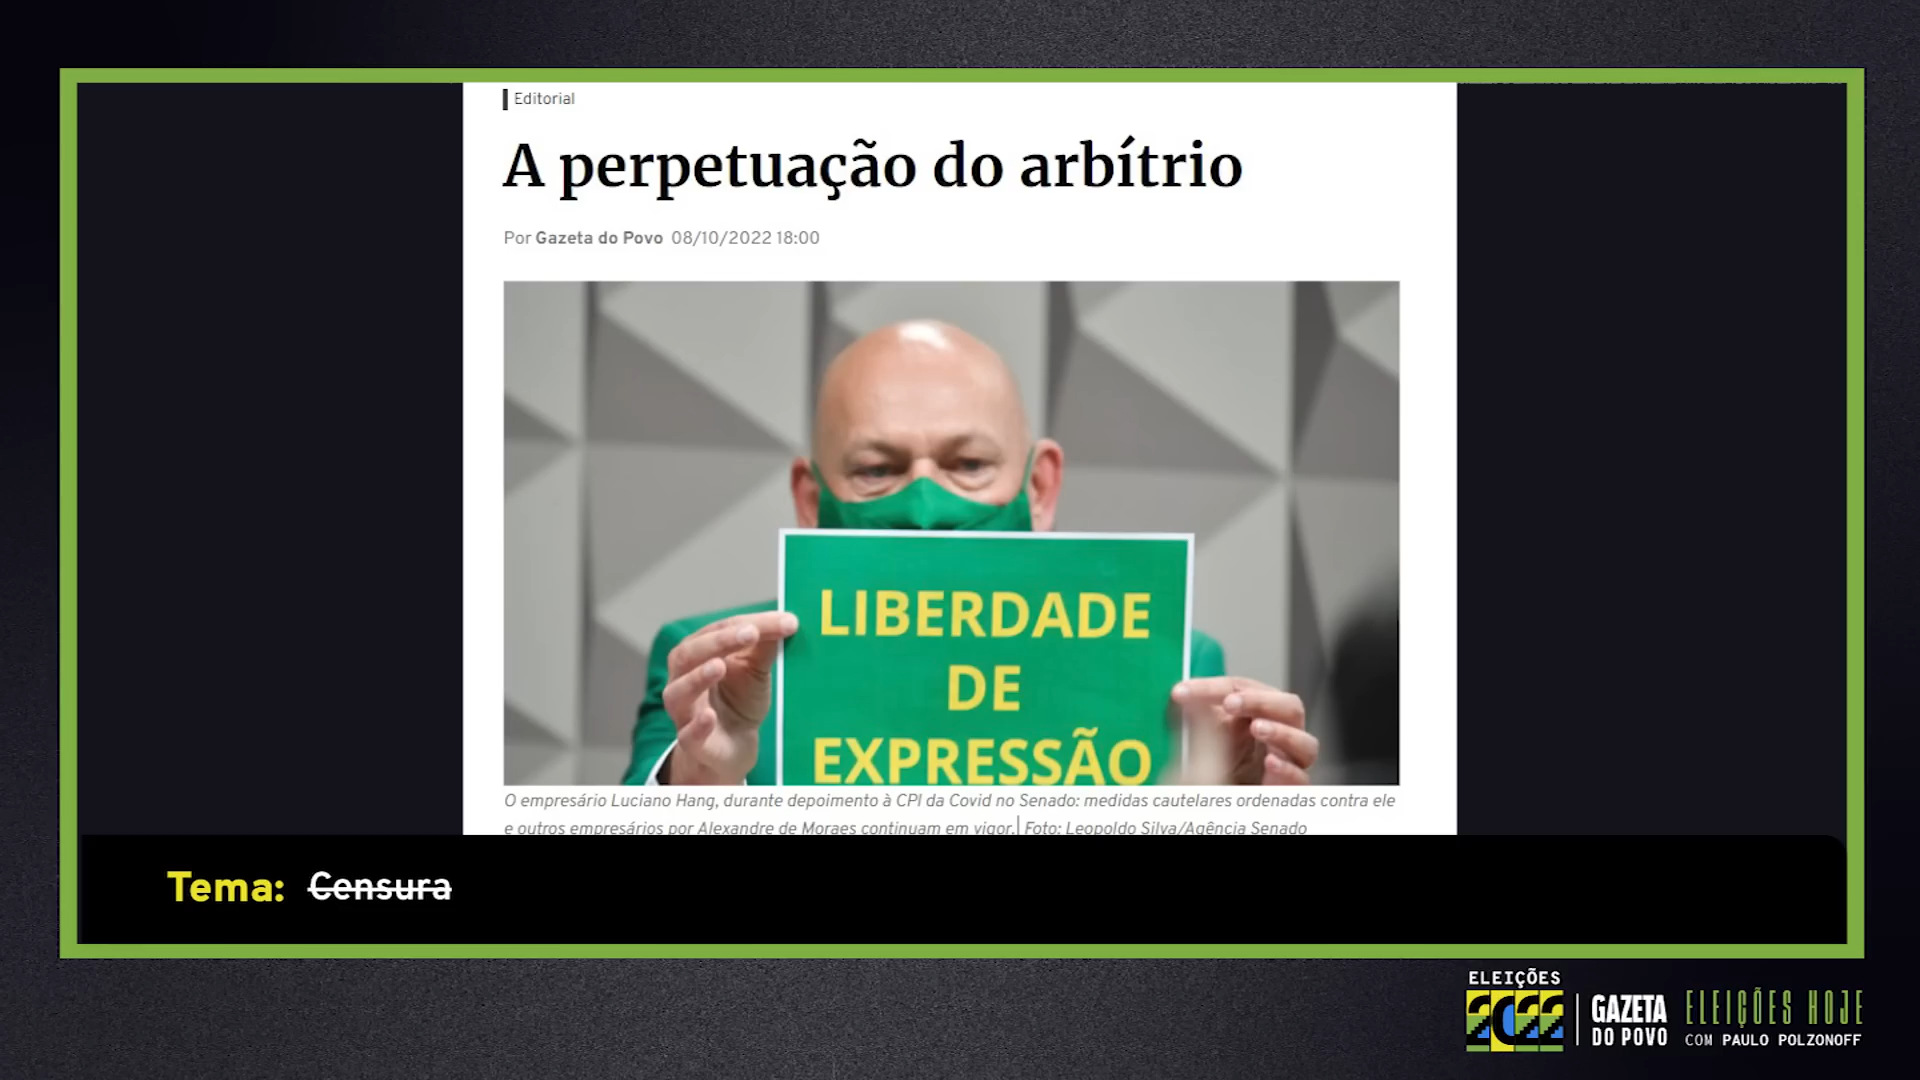 Editorial
A perpetuação do arbítrio
Por Gazeta do Povo 08/10/2022 18:00
LIBERDADE
DE
EXPRESSÃO
O empresário Luciano Hang, durante depoimento à CPI da Covid no Senado: medidas cautelares ordenadas contra ele
e outros empresários por Alexandre de Moraes continuam em vigor.| Foto: Leopoldo Silva/Agência Senado
Tema: Censura
ELEIÇÕES
2022
GAZETA
DO POVO
ELEIÇÕES HOJE
COM PAULO POLZONOFF